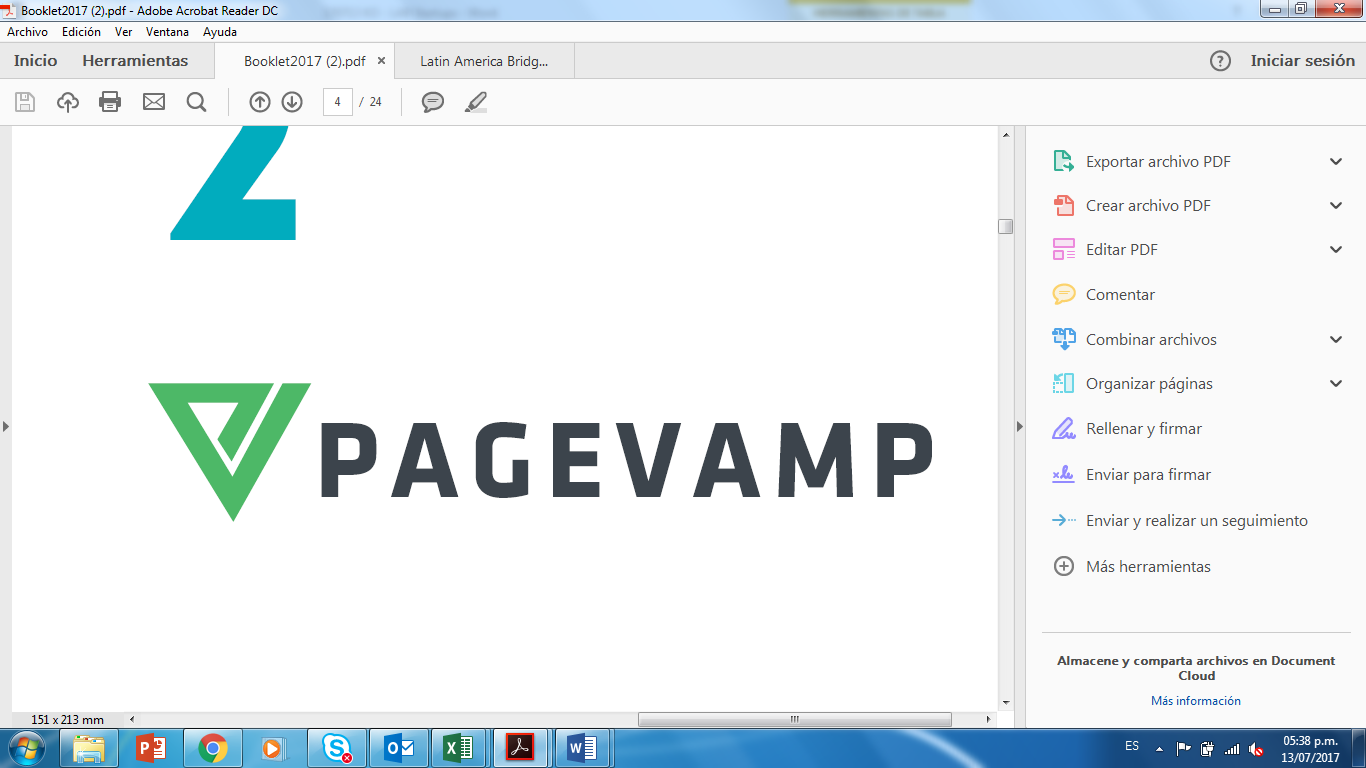 Booklet2017 (2).pdf - Adobe Acrobat Reader DC
Archivo Edición Ver Ventana Ayuda
Inicio Herramientas Booklet2017 (2).pdf × Latin America Bridg... ? Iniciar sesión
4 / 24
2
PAGEVAMP
Exportar archivo PDF
Crear archivo PDF
Editar PDF
Comentar
Combinar archivos
Organizar páginas
Rellenar y firmar
Enviar para firmar
Enviar y realizar un seguimiento
Más herramientas
Almacene y comparta archivos en Document
Cloud
Más información
151 x 213 mm
ES
05:38 p.m.
13/07/2017